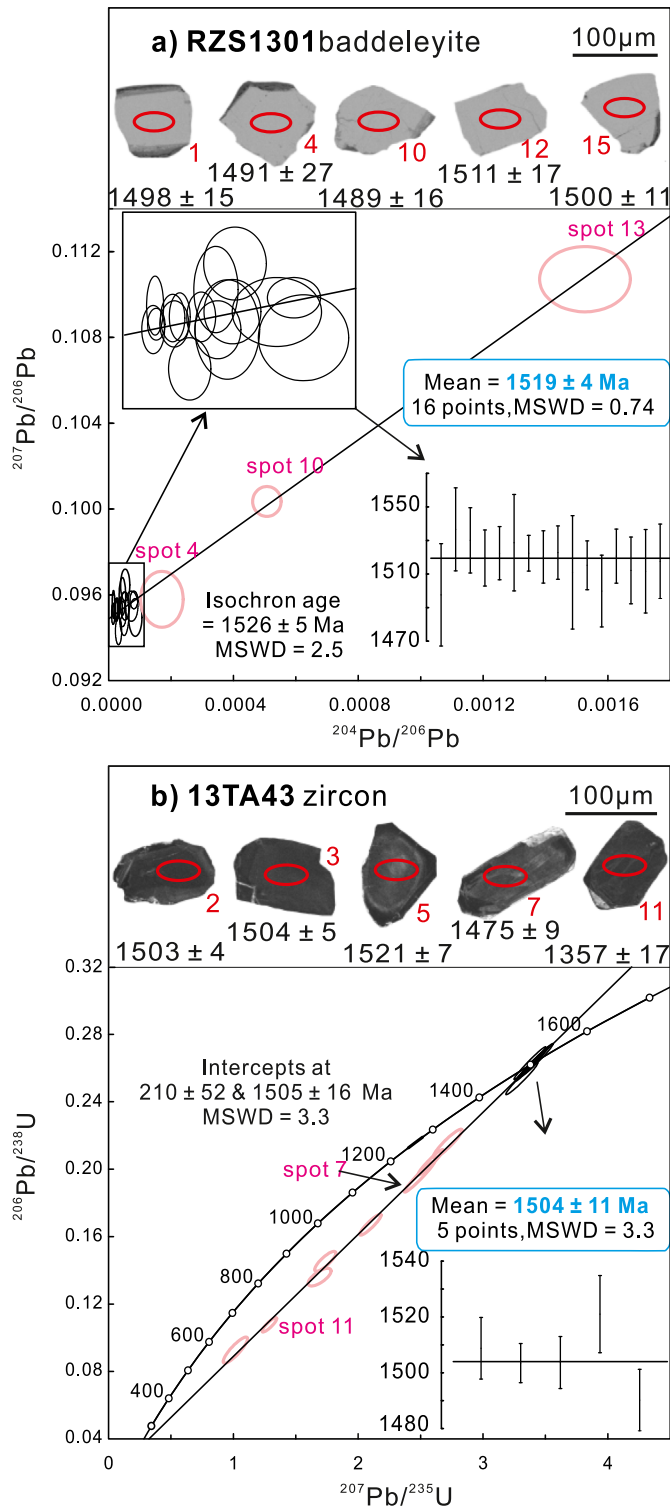 a) RZS1301 baddeleyite
100μm
1
4
10
12
15
1491 ± 27
1511 ± 17
1498 ± 15
1489 ± 16
1500 ± 11
0.112
0.108
0.104
0.100
0.096
0.092
207Pb/206Pb
spot 13
Mean = 1519 ± 4 Ma
16 points, MSWD = 0.74
spot 10
spot 4
Isochron age
= 1526 ± 5 Ma
MSWD = 2.5
1550
1510
1470
0.0000
0.0004
0.0008
0.0012
0.0016
204Pb/206Pb
b) 13TA43 zircon
100μm
2
3
5
7
11
1504 ± 5
1475 ± 9
1503 ± 4
1521 ± 7
1357 ± 17
0.32
0.28
0.24
0.20
0.16
0.12
0.08
0.04
206Pb/238U
1600
1400
1200
1000
800
600
400
Intercepts at
210 ± 52 & 1505 ± 16 Ma
MSWD = 3.3
spot 7
spot 11
Mean = 1504 ± 11 Ma
5 points, MSWD = 3.3
1540
1520
1500
1480
0
1
2
3
4
207Pb/235U